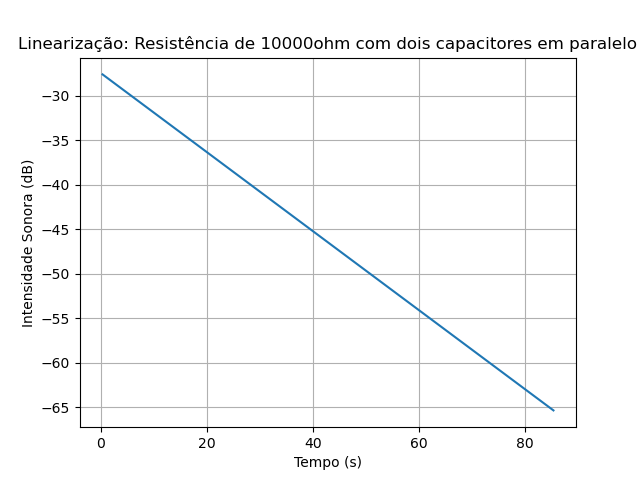 Linearização: Resistência de 10000ohm com dois capacitores em paralelo
Intensidade Sonora (dB)
−30
−35
−40
−45
−50
−55
−60
−65
0 20 40 60 80
Tempo (s)